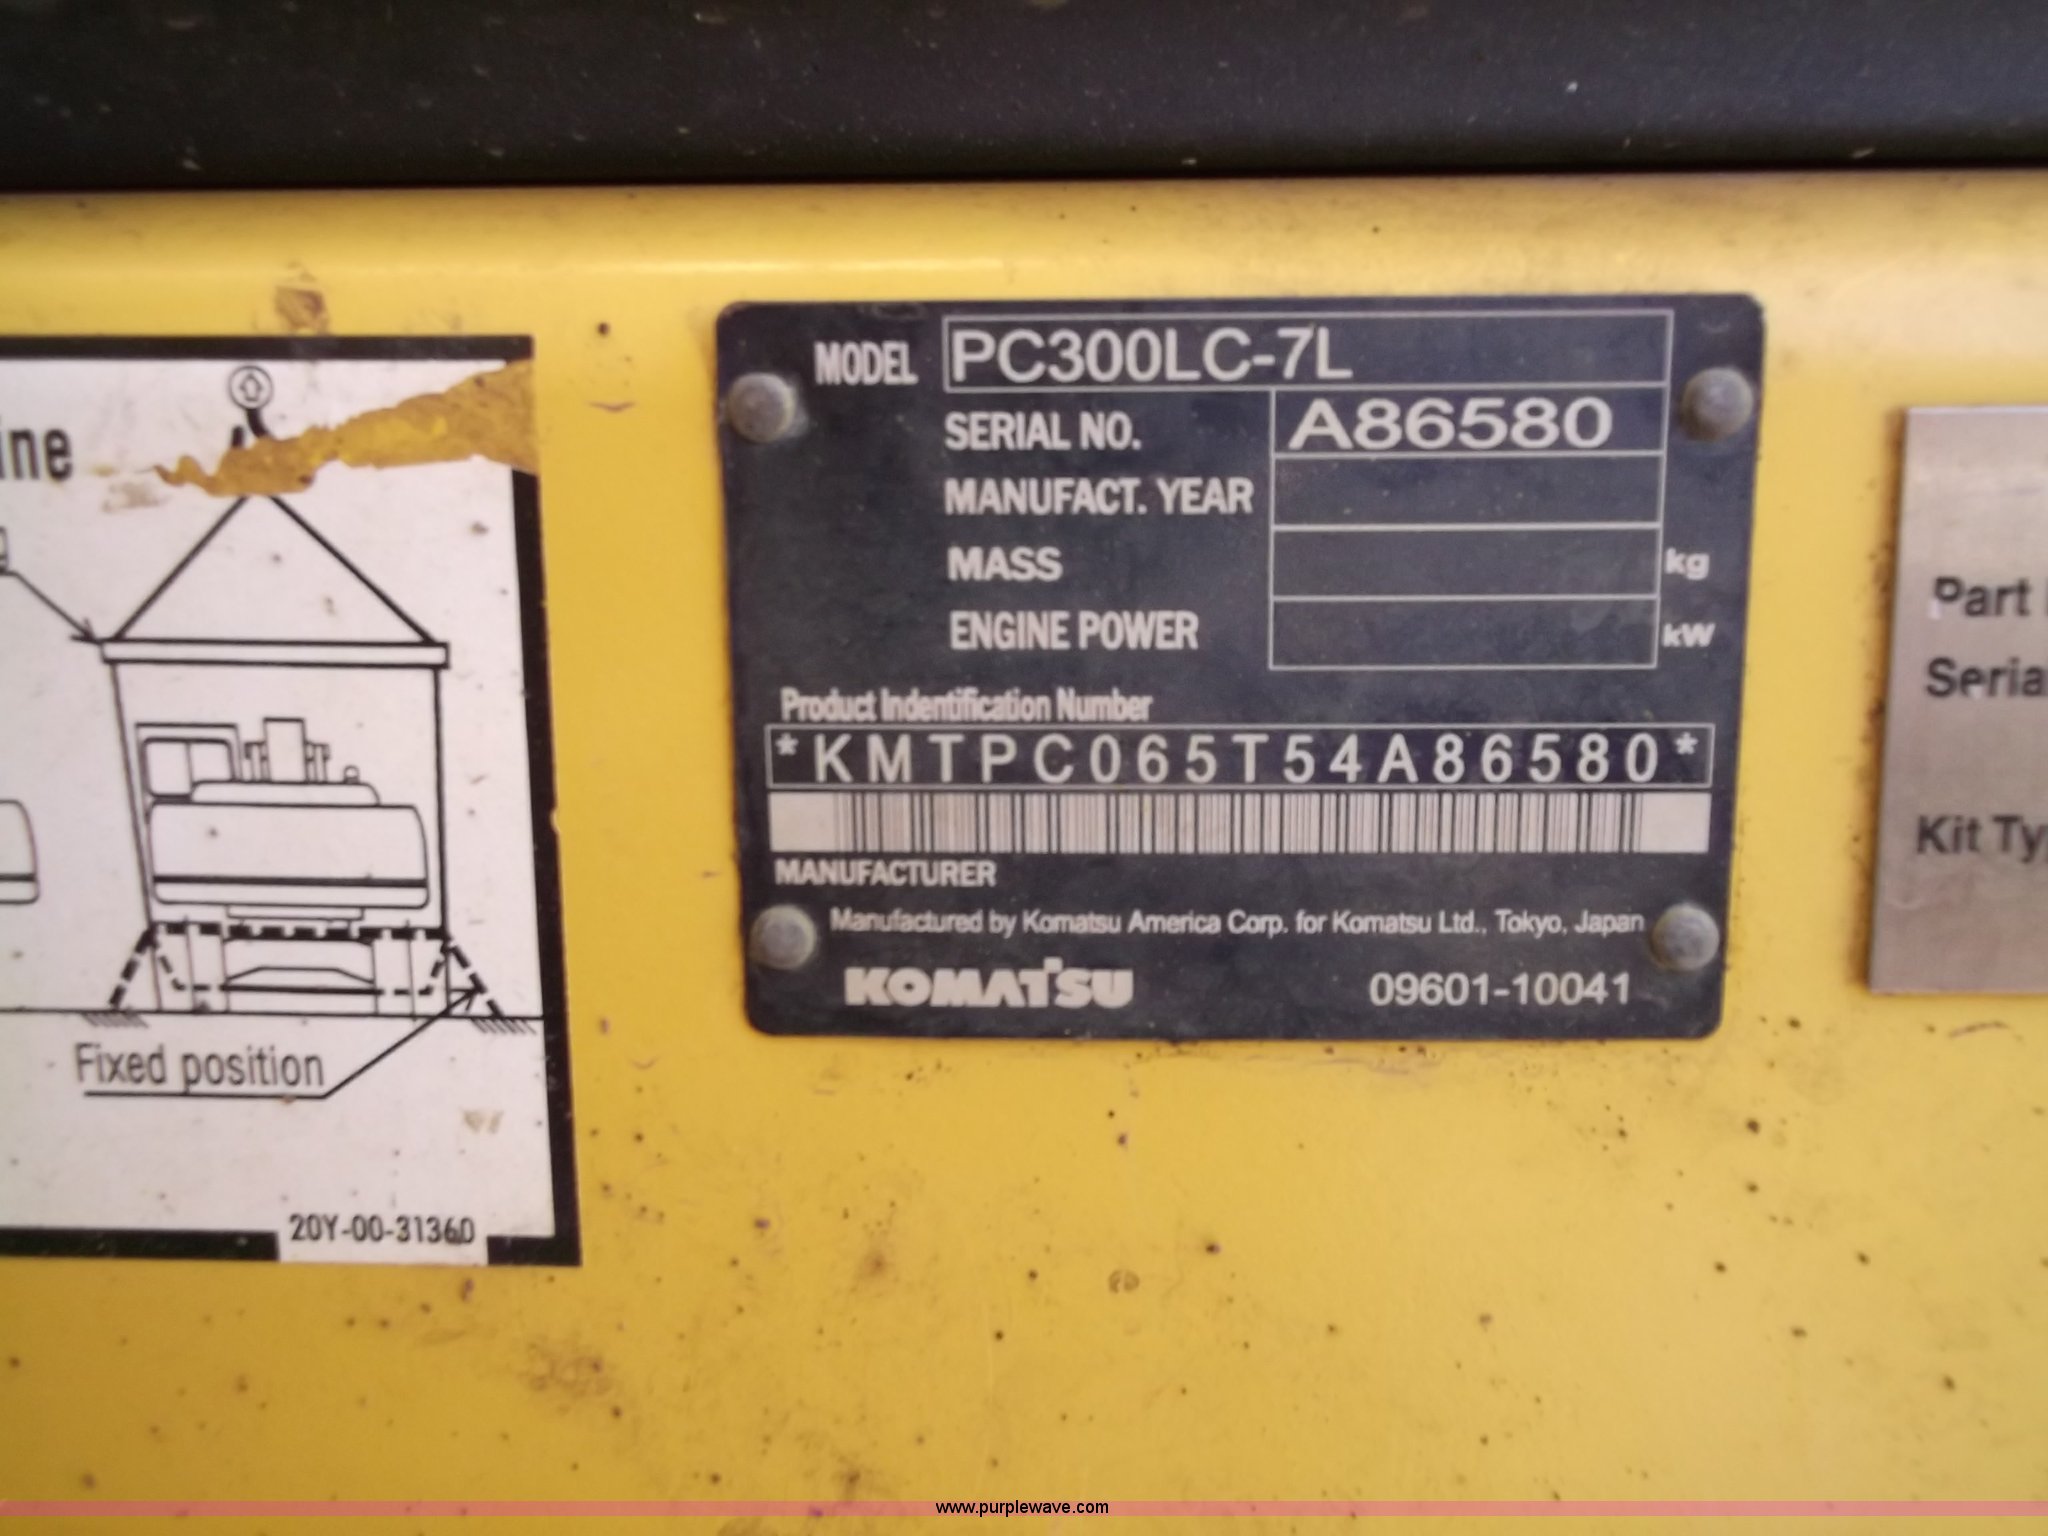 ine
g
Fixed position
20Y-00-31360
MODEL PC300LC-7L
SERIAL NO. A86580
MANUFACT. YEAR
MASS kg
ENGINE POWER kW
Product Indentification Number
*KMTPC065T54A86580*
MANUFACTURER
Manufactured by Komatsu America Corp. for Komatsu Ltd., Tokyo, Japan
KOMATSU 09601-10041
Part
Seria
Kit Ty
www.purplewave.com